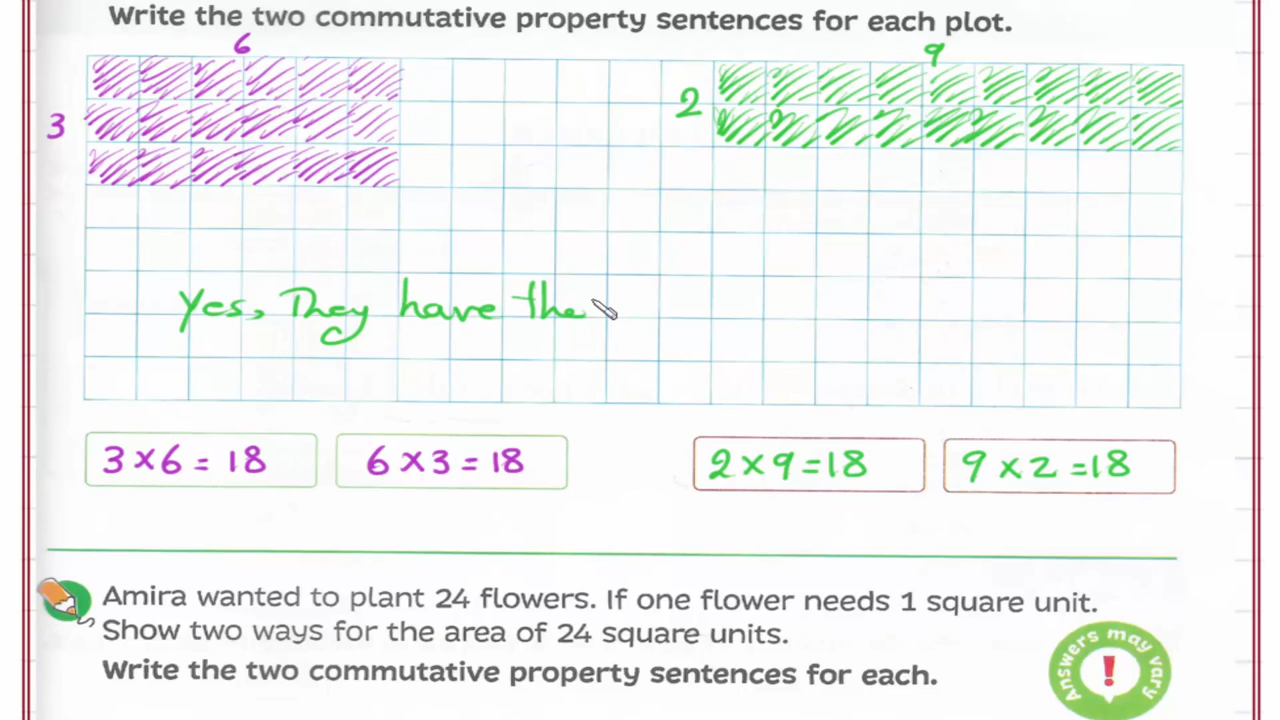 Write the two commutative property sentences for each plot.
6
9
3
2
Yes, They have the
3 × 6 = 18
6 × 3 = 18
2 × 9 = 18
9 × 2 = 18
Amira wanted to plant 24 flowers. If one flower needs 1 square unit.
Show two ways for the area of 24 square units.
Write the two commutative property sentences for each.
Answers may vary
!